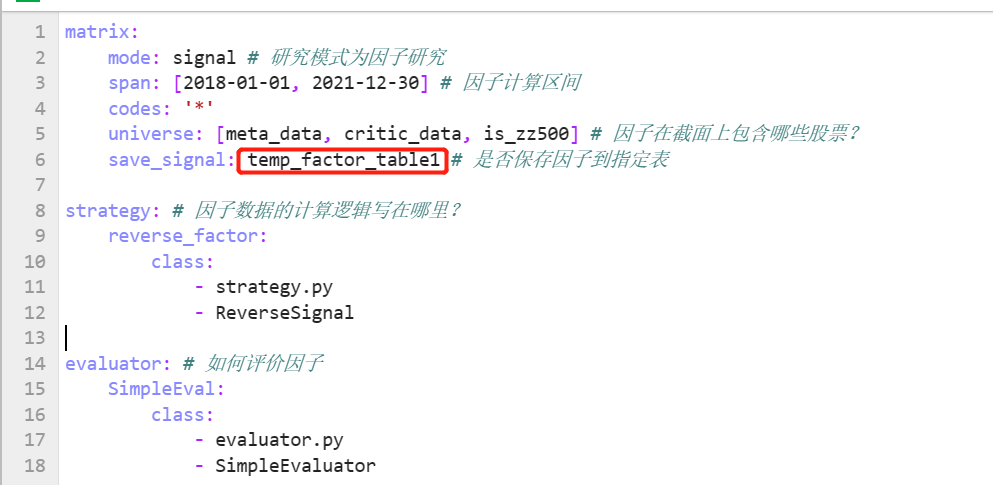 1 matrix:
2 mode: signal # 研究模式为因子研究
3 span: [2018-01-01, 2021-12-30] # 因子计算区间
4 codes: '*'
5 universe: [meta_data, critic_data, is_zz500] # 因子在截面上包含哪些股票？
6 save_signal: temp_factor_table1 # 是否保存因子到指定表
7
8 strategy: # 因子数据的计算逻辑写在哪里？
9 reverse_factor:
10 class:
11 - strategy.py
12 - ReverseSignal
13
14 evaluator: # 如何评价因子
15 SimpleEval:
16 class:
17 - evaluator.py
18 - SimpleEvaluator